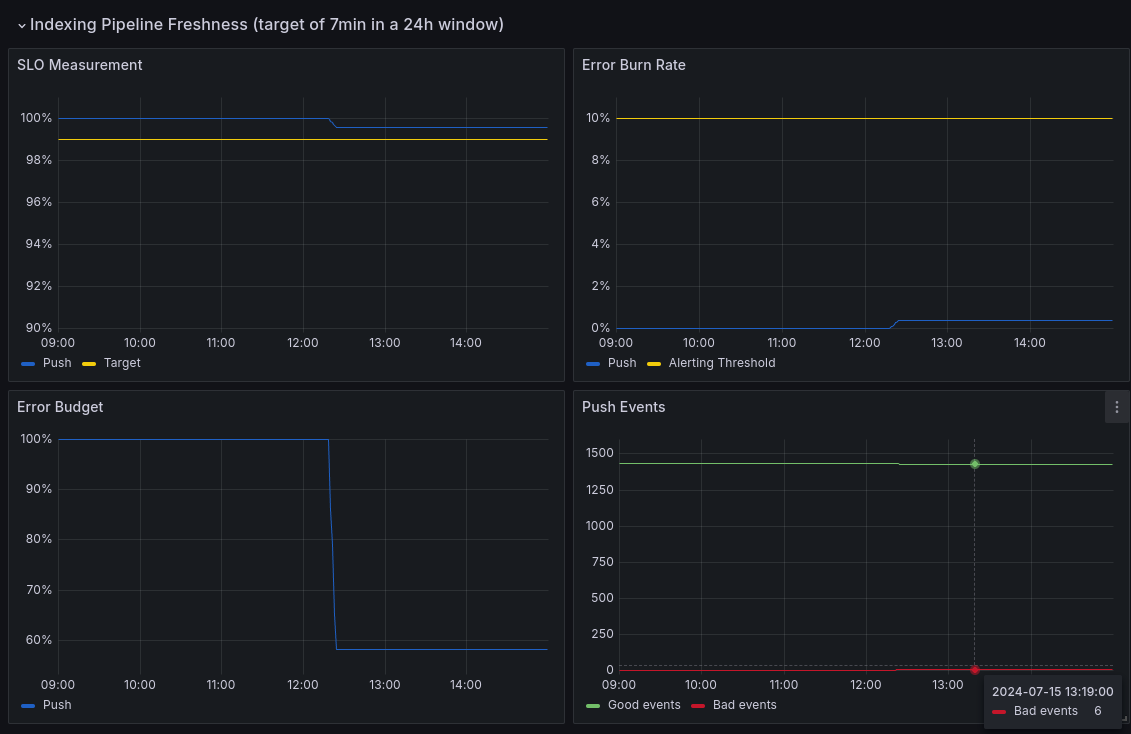 Indexing Pipeline Freshness (target of 7min in a 24h window)
SLO Measurement
100%
98%
96%
94%
92%
90%
09:00 10:00 11:00 12:00 13:00 14:00
Push Target
Error Burn Rate
10%
8%
6%
4%
2%
0%
09:00 10:00 11:00 12:00 13:00 14:00
Push Alerting Threshold
Error Budget
100%
90%
80%
70%
60%
09:00 10:00 11:00 12:00 13:00 14:00
Push
Push Events
1500
1250
1000
750
500
250
0
09:00 10:00 11:00 12:00 13:00
Good events Bad events
2024-07-15 13:19:00
Bad events 6